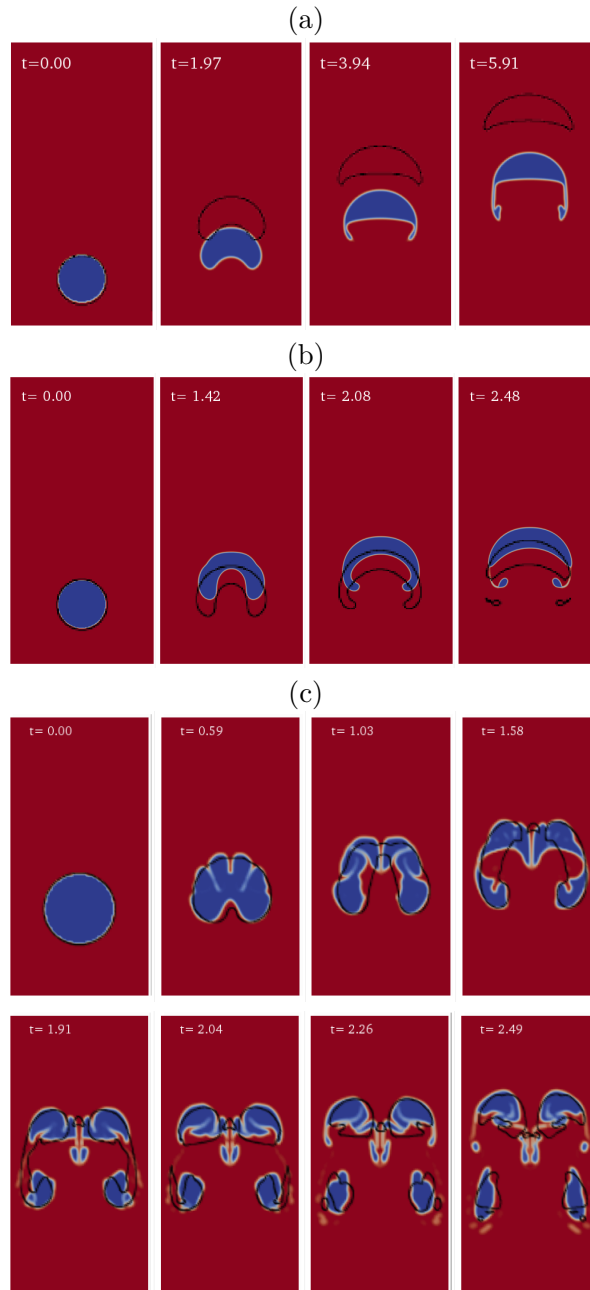 (a)
t=0.00 t=1.97 t=3.94 t=5.91
(b)
t= 0.00 t= 1.42 t= 2.08 t= 2.48
(c)
t= 0.00 t= 0.59 t= 1.03 t= 1.58
t= 1.91 t= 2.04 t= 2.26 t= 2.49